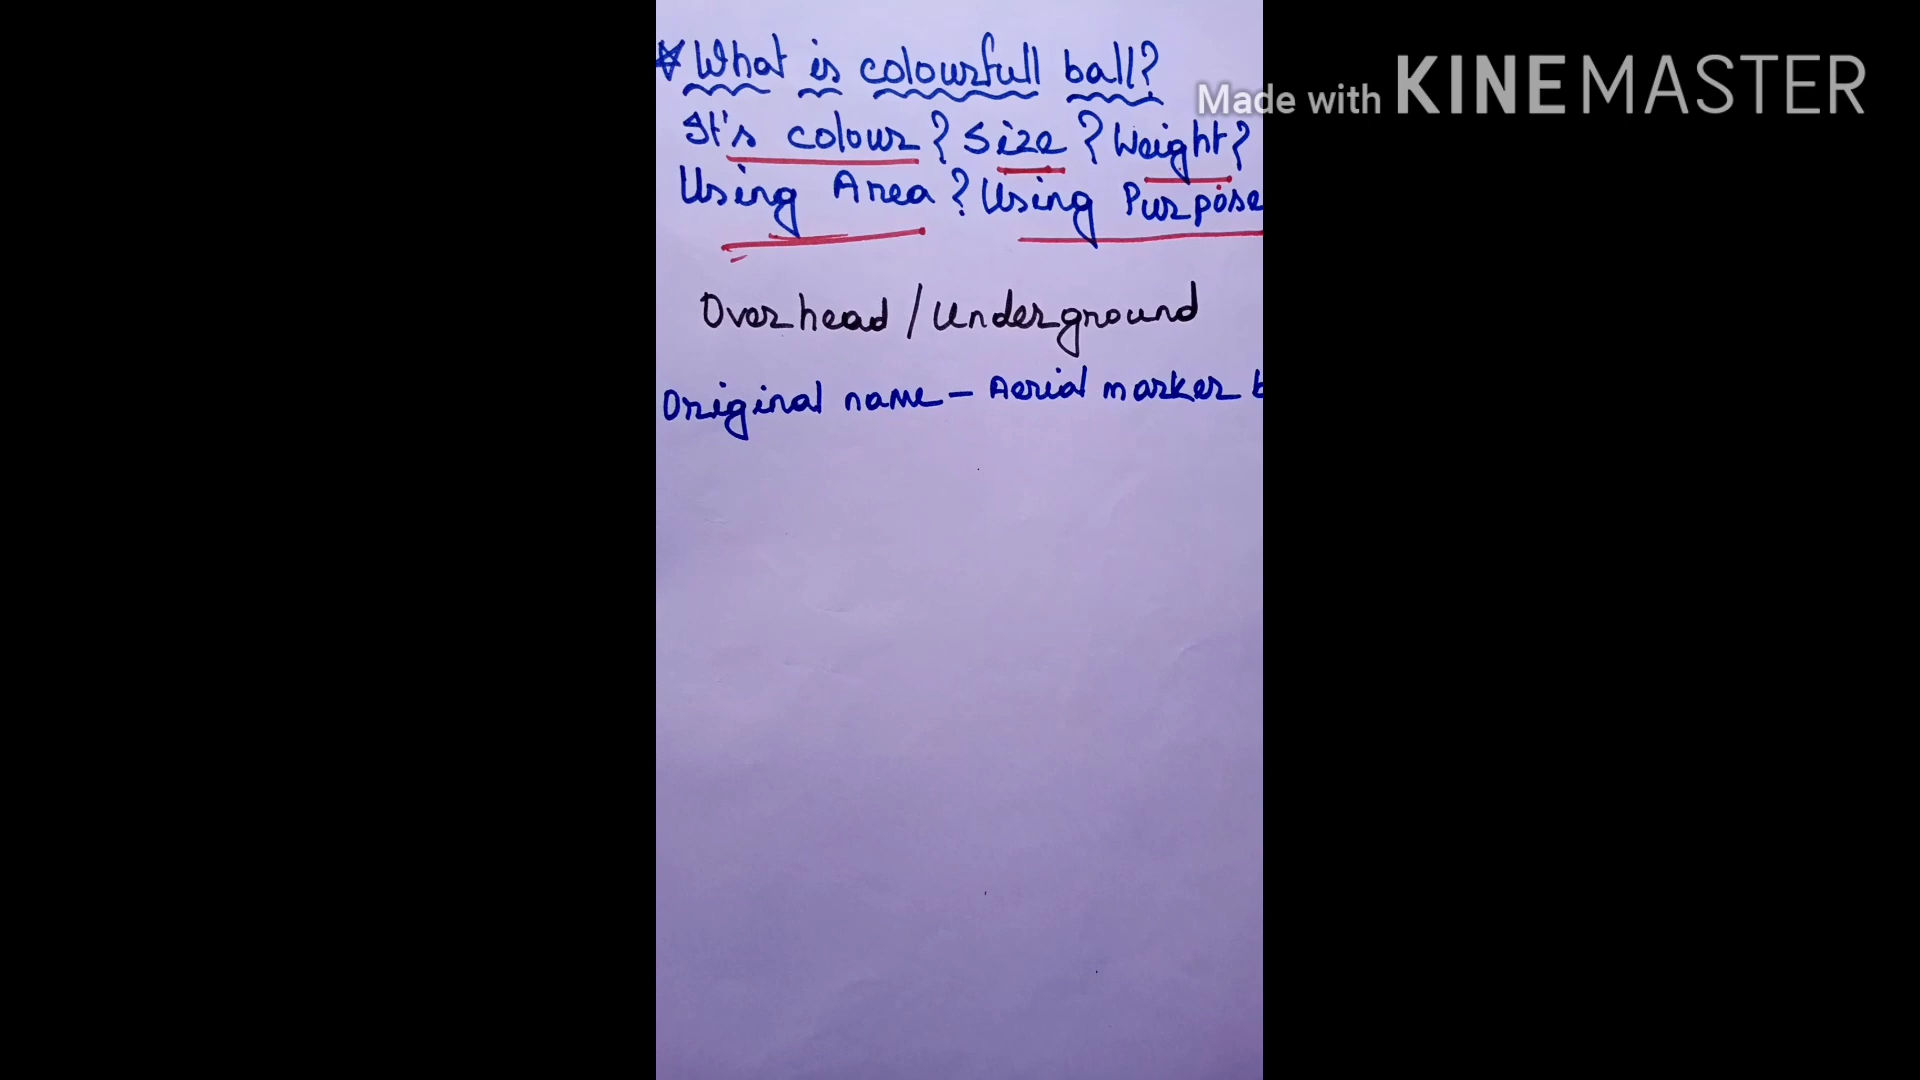 What is colourfull ball?
It's colour? Size? Weight?
Using Area? Using Purpose
Overhead/Underground
Original name - Aerial marker b
Made with KINEMASTER